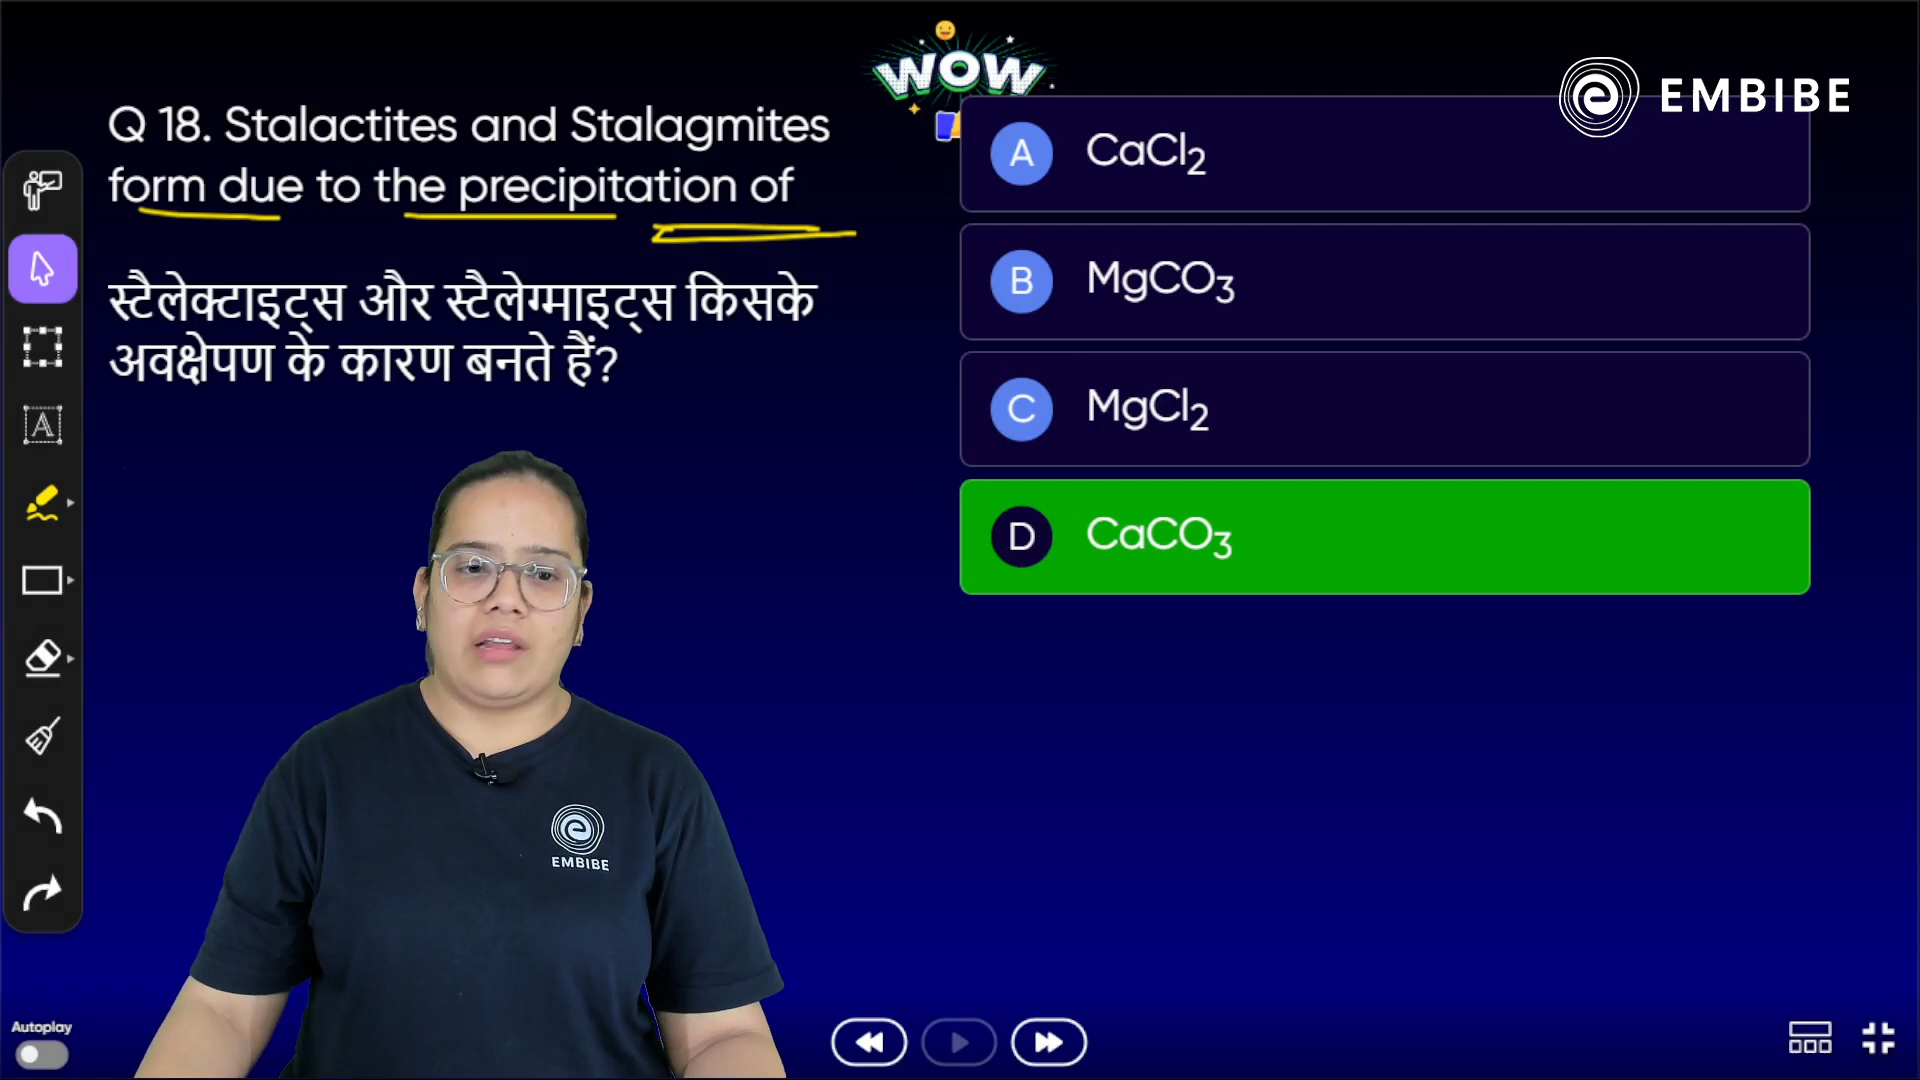 WOW
EMBIBE
Q 18. Stalactites and Stalagmites
form due to the precipitation of
स्टैलेक्टाइट्स और स्टैलेग्माइट्स किसके
अवक्षेपण के कारण बनते हैं?
A CaCl2
B MgCO3
C MgCl2
D CaCO3
A
EMBIBE
Autoplay